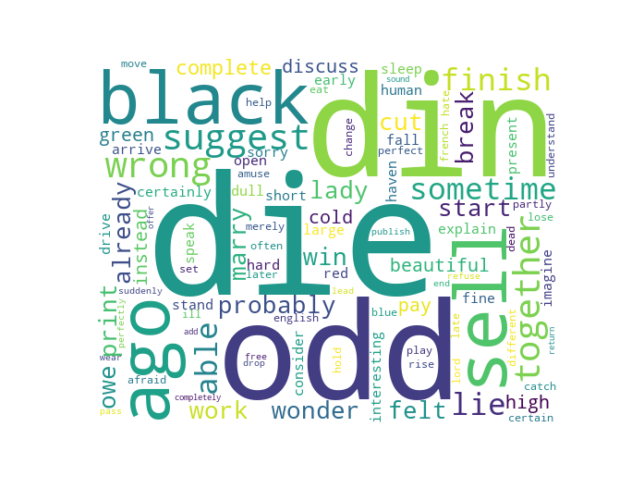 move
complete
discuss
sleep
sound
din
finish
black
help
early
eat
human
change
french
hate
break
understand
green
suggest
cut
present
arrive
sorry
fall
perfect
wrong
open
amuse
haven
sometime
certainly
dull
short
lady
die
already
instead
drive
offer
speak
marry
cold
large
start
partly
lose
merely
publish
explain
dead
often
win
red
hard
later
set
beautiful
refuse
end
sell
together
imagine
suddenly
print
perfectly
wear
ago
stand
probably
lead
pay
fine
ill
add
english
blue
late
different
return
able
odd
free
drop
consider
hold
interesting
play
rise
lord
catch
owe
afraid
pass
completely
work
wonder
felt
lie
high
certain